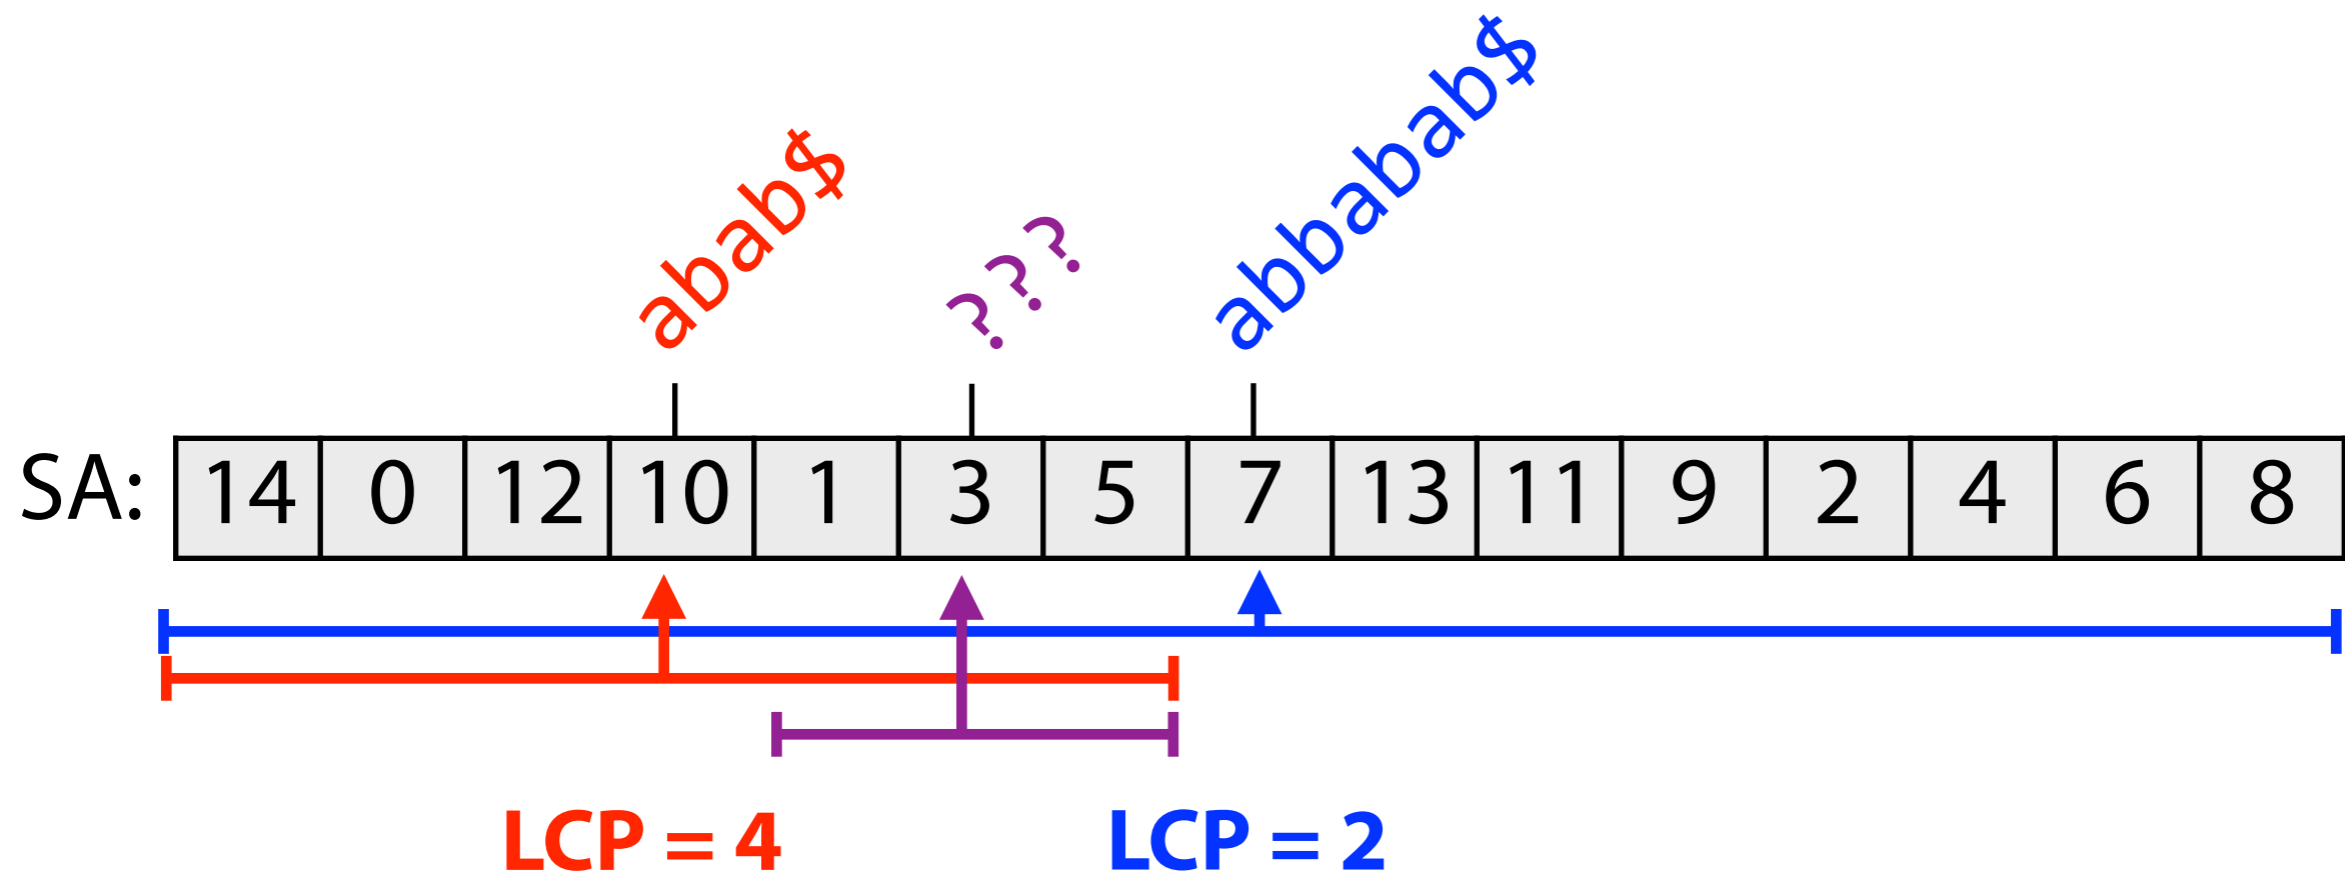 abab$
???
abbabab$
SA: 14 0 12 10 1 3 5 7 13 11 9 2 4 6 8
LCP = 4 LCP = 2